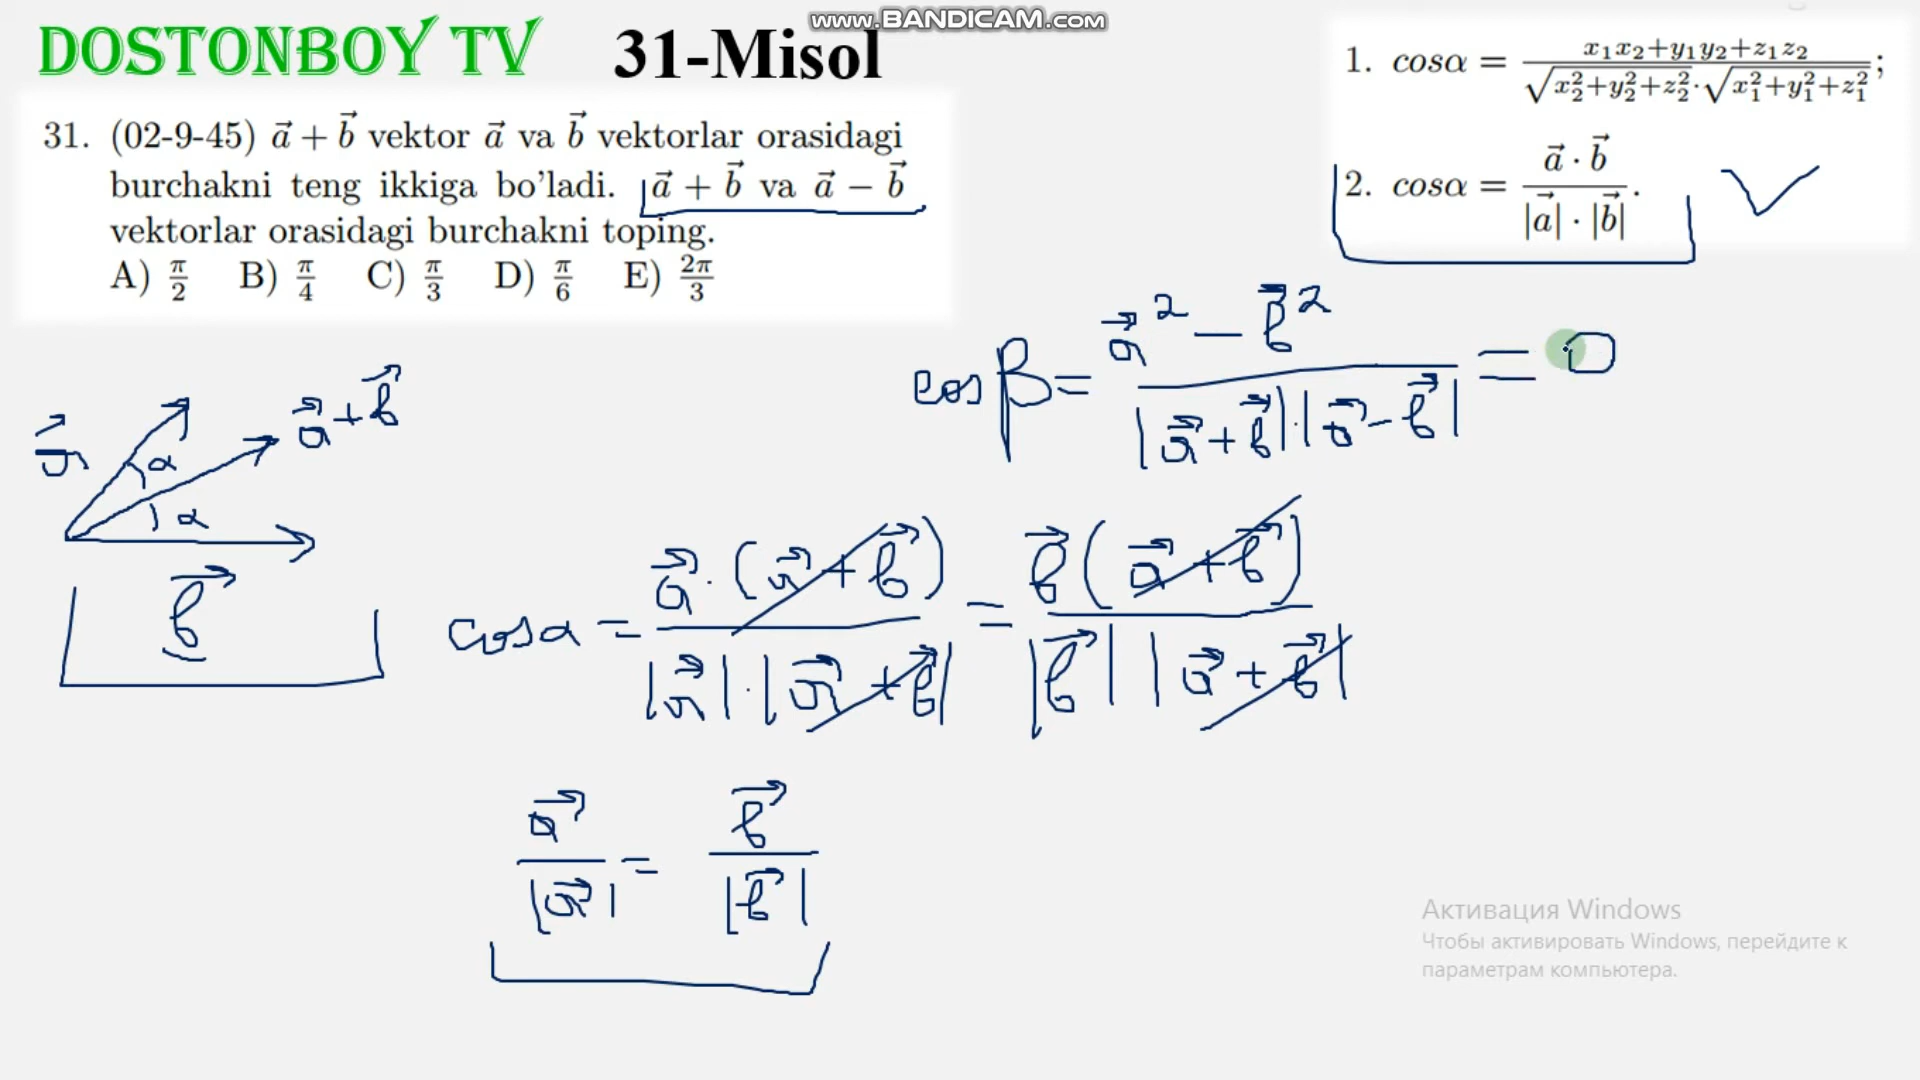 www.BANDICAM.com
DOSTONBOY TV
31-Misol
31. (02-9-45) a⃗ + b⃗ vektor a⃗ va b⃗ vektorlar orasidagi
burchakni teng ikkiga bo'ladi. a⃗ + b⃗ va a⃗ − b⃗
vektorlar orasidagi burchakni toping.
A) π/2 B) π/4 C) π/3 D) π/6 E) 2π/3
1. cosα = (x₁x₂+y₁y₂+z₁z₂)/(√(x₂²+y₂²+z₂²)·√(x₁²+y₁²+z₁²));
2. cosα = (a⃗ · b⃗)/(|a⃗| · |b⃗|).
cosβ = (a⃗² − b⃗²)/(|a⃗ + b⃗|·|a⃗ − b⃗|) = 0
a⃗ a⃗ + b⃗
α
α
b⃗
cosα = (a⃗ · (a⃗ + b⃗))/(|a⃗| · |a⃗ + b⃗|) = (b⃗ (a⃗ + b⃗))/(|b⃗| |a⃗ + b⃗|)
a⃗/|a⃗| = b⃗/|b⃗|
Активация Windows
Чтобы активировать Windows, перейдите к
параметрам компьютера.